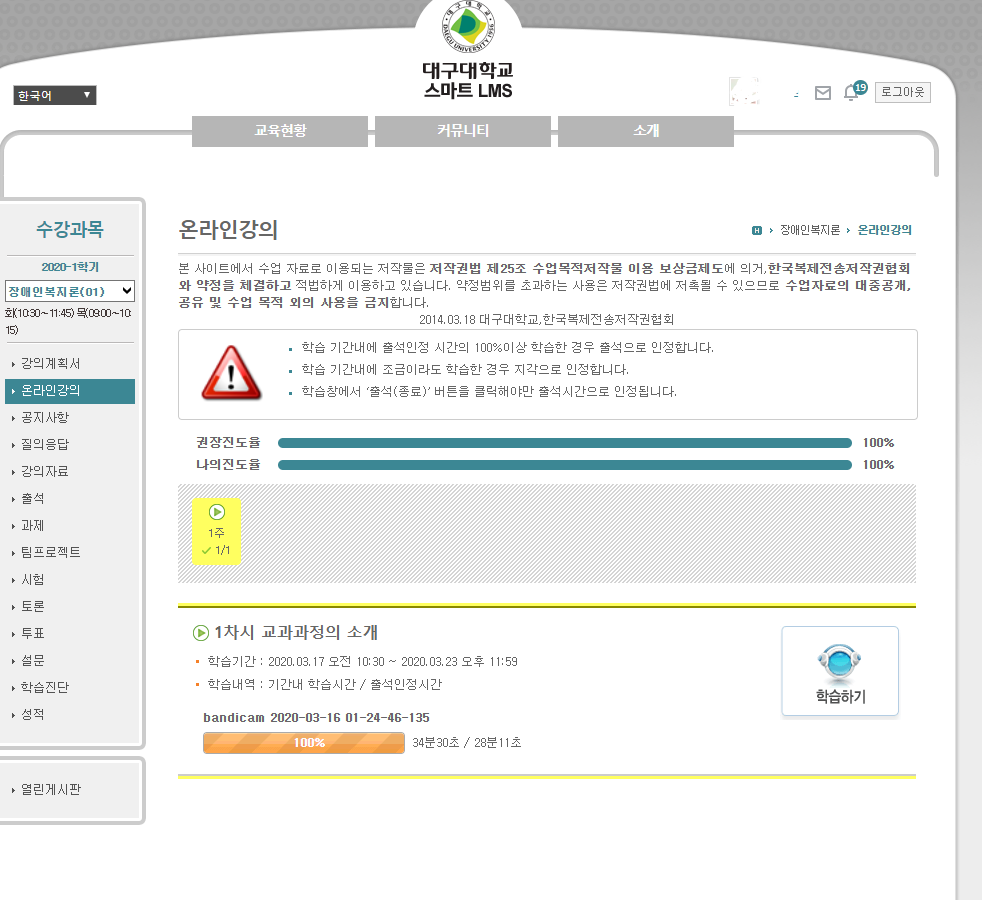 대구대학교
DAEGU UNIVERSITY 1956
대구대학교
스마트 LMS
한국어
19
로그아웃
교육현황
커뮤니티
소개
수강과목
2020-1학기
장애인복지론(01)
화(10:30~11:45) 목(09:00~10:
15)
강의계획서
온라인강의
공지사항
질의응답
강의자료
출석
과제
팀프로젝트
시험
토론
투표
설문
학습진단
성적
열린게시판
온라인강의
H › 장애인복지론 › 온라인강의
본 사이트에서 수업 자료로 이용되는 저작물은 저작권법 제25조 수업목적저작물 이용 보상금제도에 의거,한국복제전송저작권협회
와 약정을 체결하고 적법하게 이용하고 있습니다. 약정범위를 초과하는 사용은 저작권법에 저촉될 수 있으므로 수업자료의 대중공개,
공유 및 수업 목적 외의 사용을 금지합니다.
2014.03.18 대구대학교,한국복제전송저작권협회
학습 기간내에 출석인정 시간의 100%이상 학습한 경우 출석으로 인정합니다.
학습 기간내에 조금이라도 학습한 경우 지각으로 인정합니다.
학습창에서 '출석(종료)' 버튼을 클릭해야만 출석시간으로 인정됩니다.
권장진도율 100%
나의진도율 100%
1주
1/1
1차시 교과과정의 소개
학습기간 : 2020.03.17 오전 10:30 ~ 2020.03.23 오후 11:59
학습내역 : 기간내 학습시간 / 출석인정시간
학습하기
bandicam 2020-03-16 01-24-46-135
100% 34분30초 / 28분11초